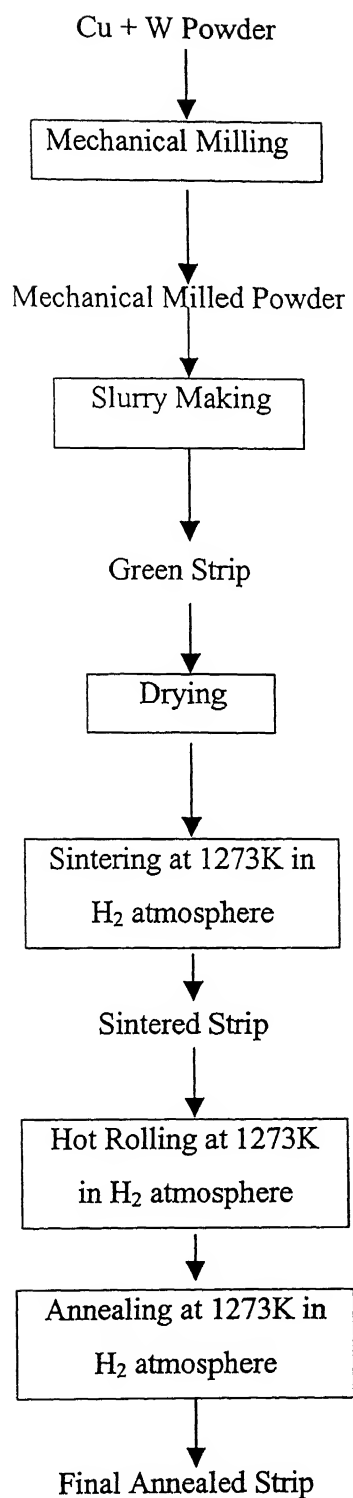 Cu + W Powder
Mechanical Milling
Mechanical Milled Powder
Slurry Making
Green Strip
Drying
Sintering at 1273K in
H₂ atmosphere
Sintered Strip
Hot Rolling at 1273K
in H₂ atmosphere
Annealing at 1273K in
H₂ atmosphere
Final Annealed Strip